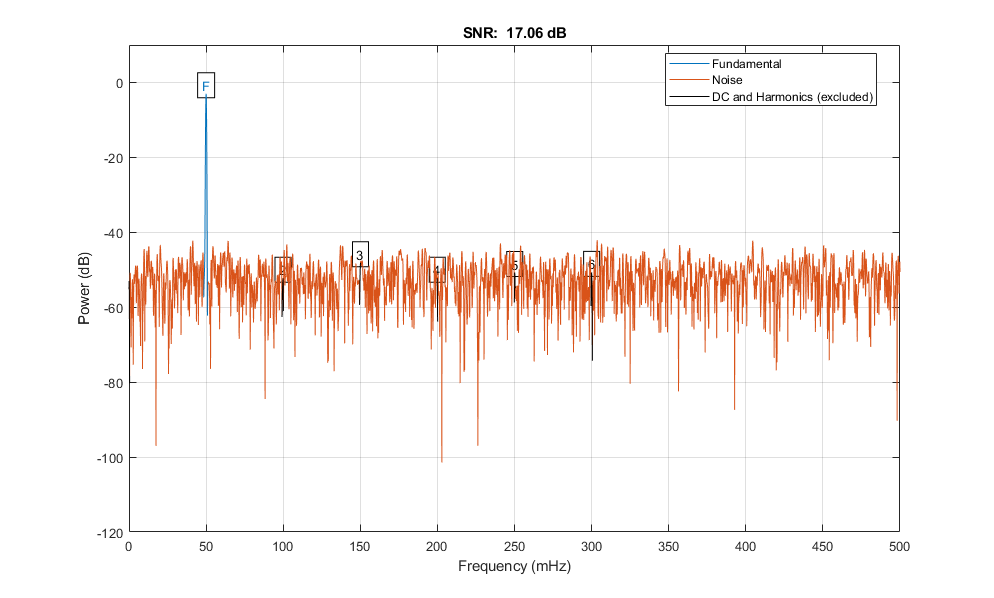 SNR: 17.06 dB
Fundamental
Noise
DC and Harmonics (excluded)
F
2
3
4
5
6
0
-20
-40
-60
-80
-100
-120
Power (dB)
0 50 100 150 200 250 300 350 400 450 500
Frequency (mHz)